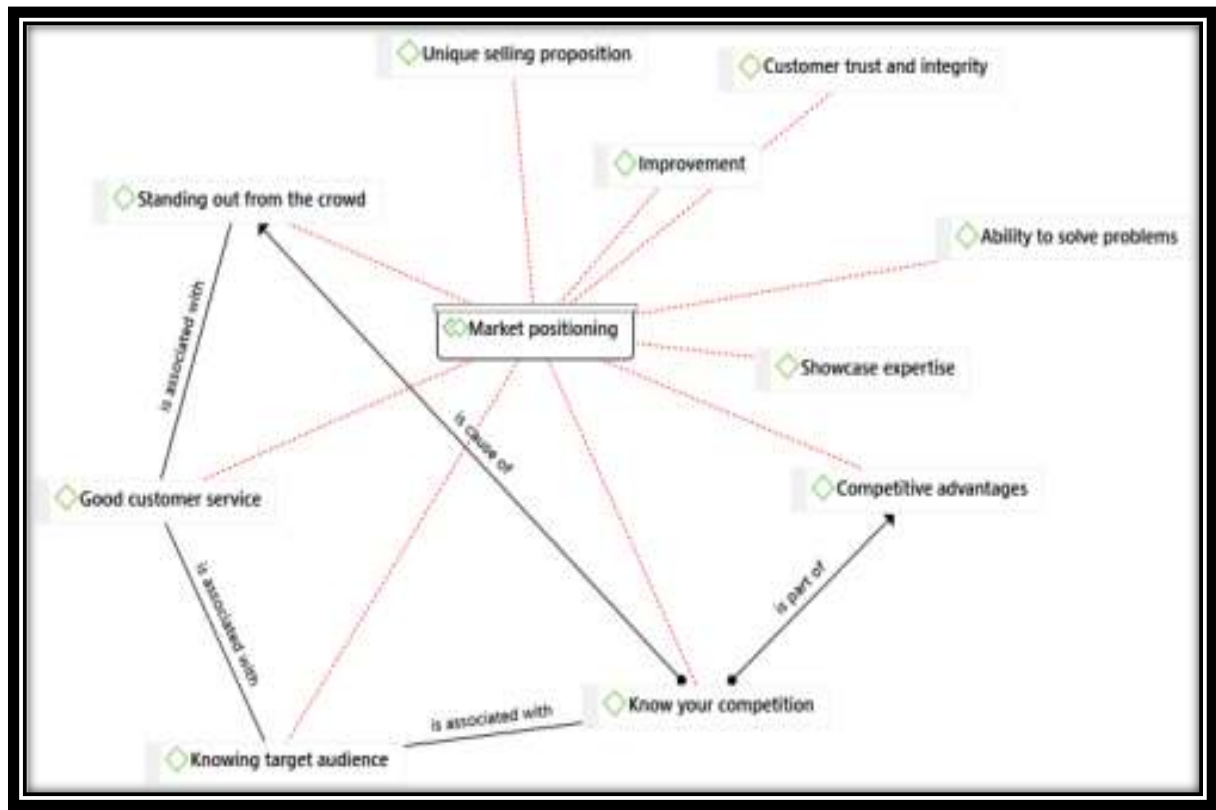 Unique selling proposition
Customer trust and integrity
Improvement
Standing out from the crowd
Ability to solve problems
Market positioning
is associated with
Showcase expertise
is cause of
Good customer service
Competitive advantages
is associated with
is part of
Know your competition
is associated with
Knowing target audience